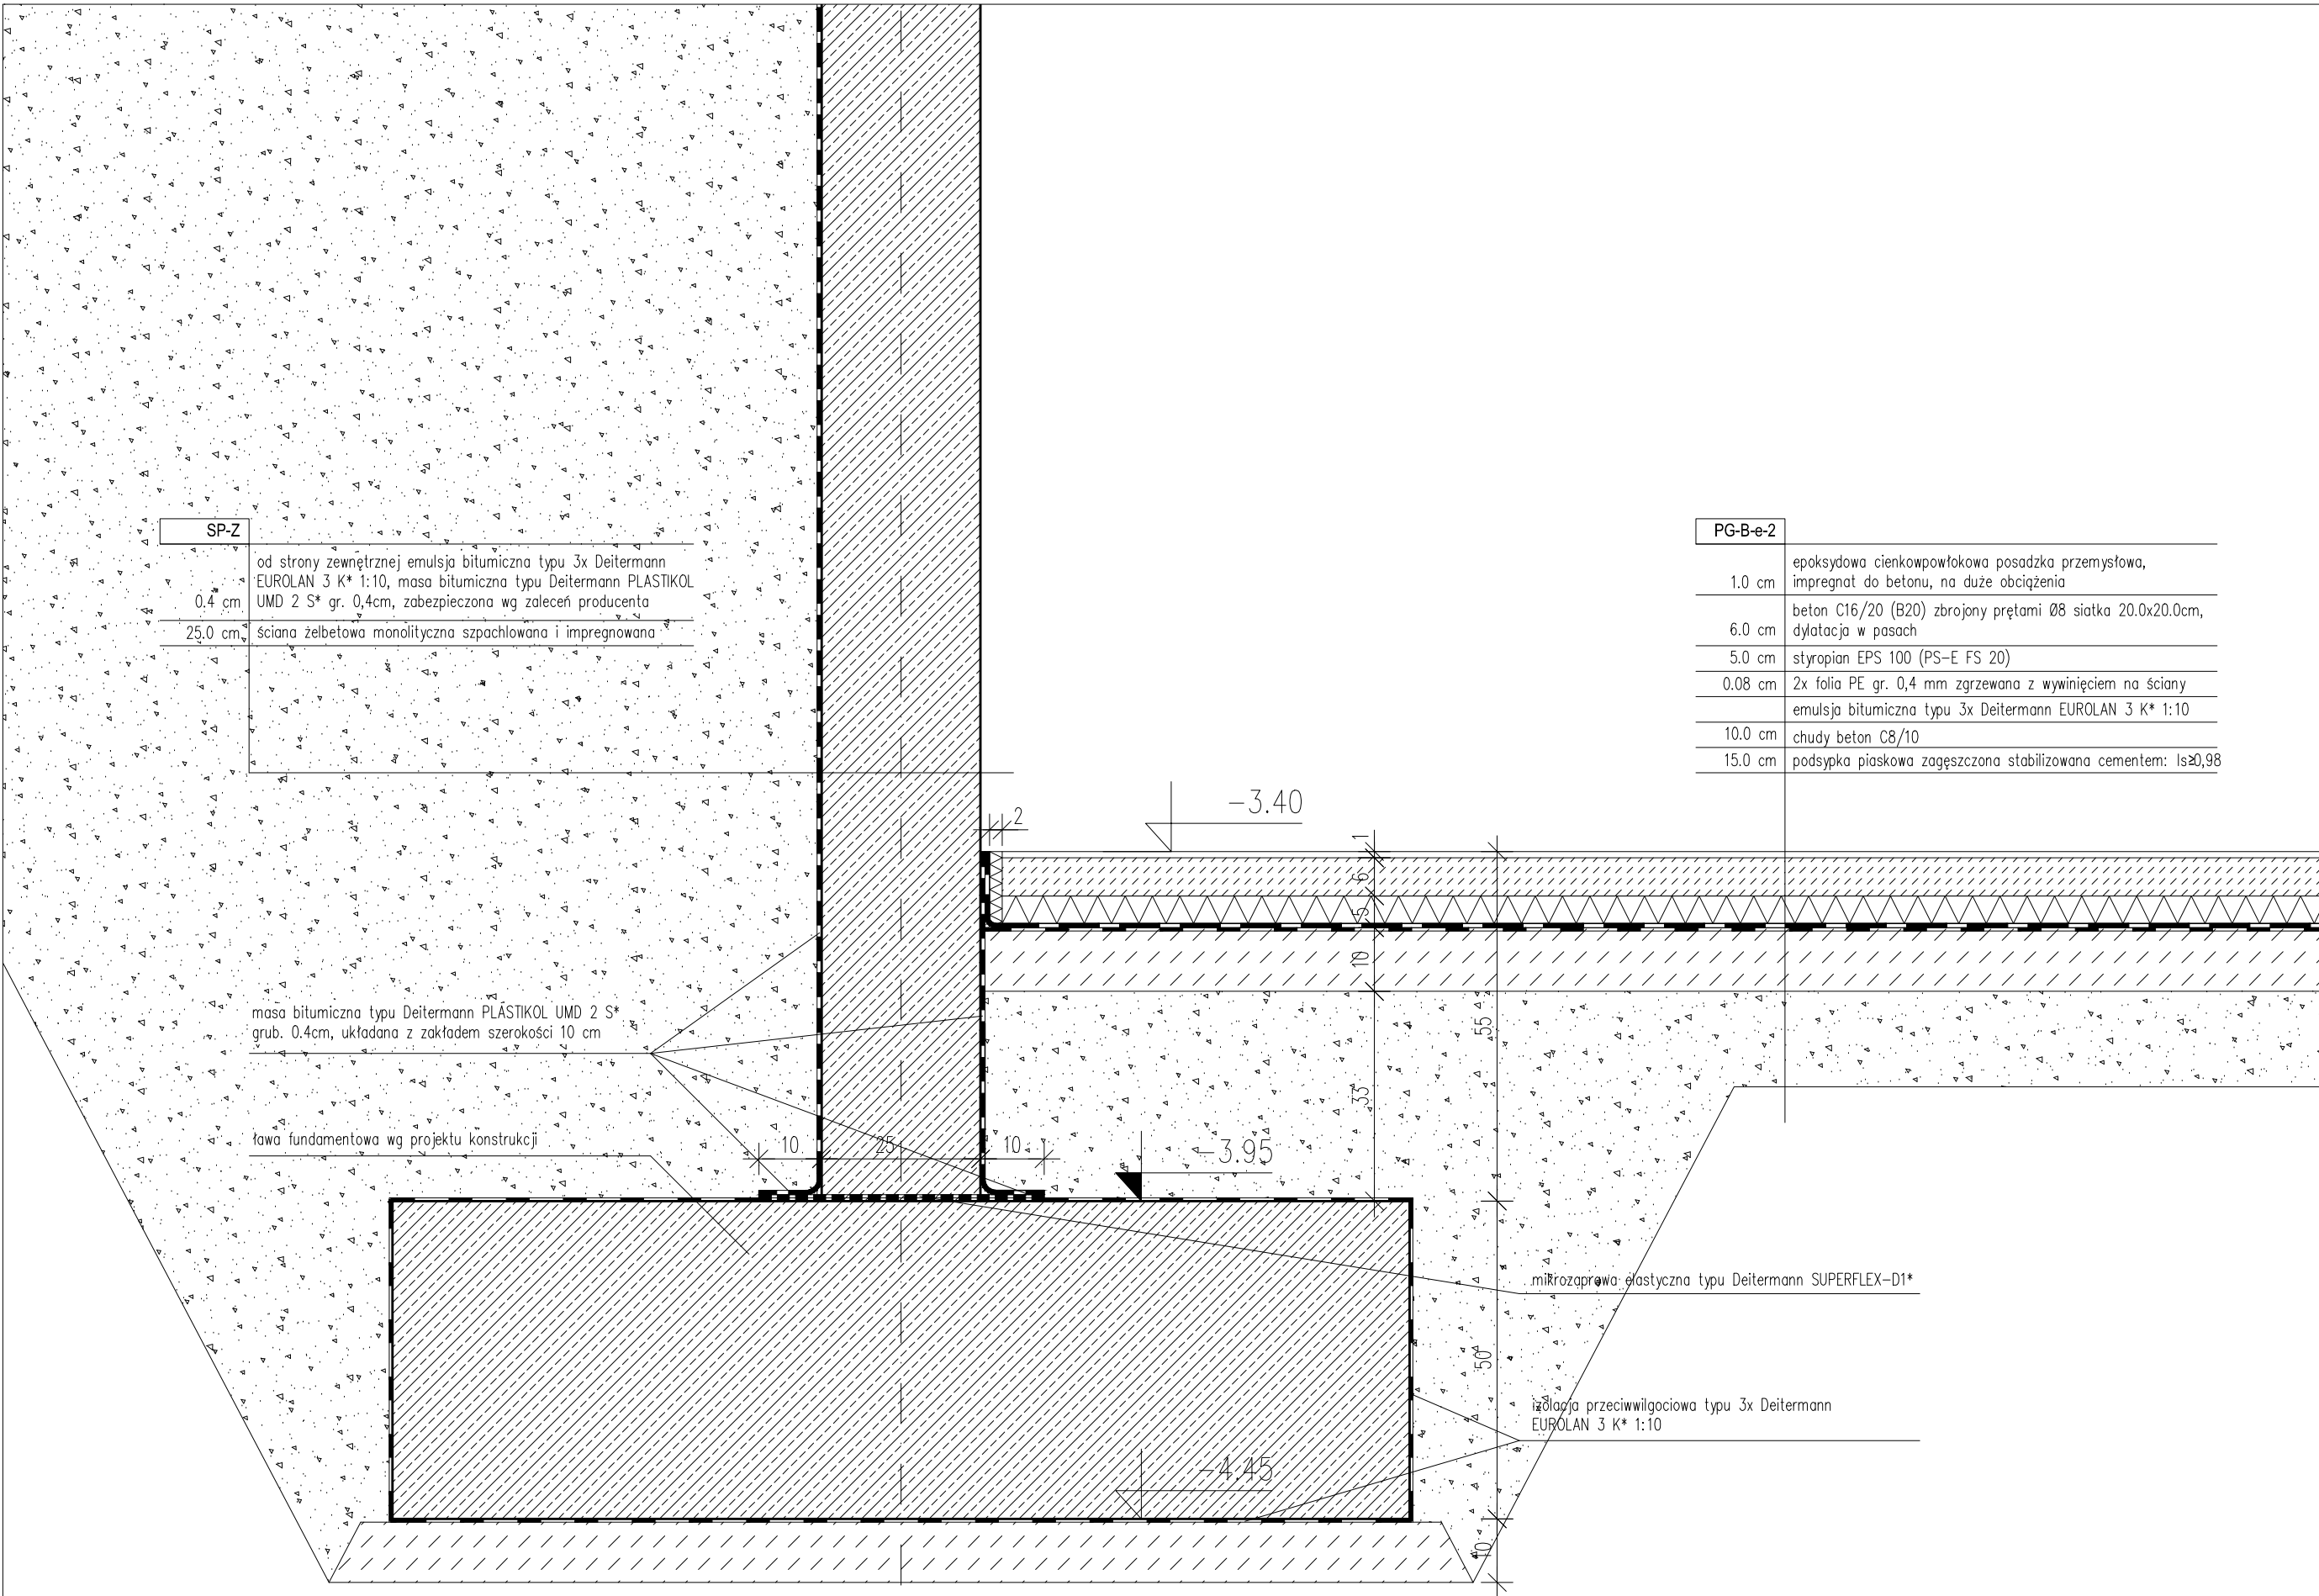 SP-Z
od strony zewnętrznej emulsja bitumiczna typu 3x Deitermann
EUROLAN 3 K* 1:10, masa bitumiczna typu Deitermann PLASTIKOL
0.4 cm UMD 2 S* gr. 0,4cm, zabezpieczona wg zaleceń producenta
25.0 cm ściana żelbetowa monolityczna szpachlowana i impregnowana
PG-B-e-2
epoksydowa cienkowpowłokowa posadzka przemysłowa,
1.0 cm impregnat do betonu, na duże obciążenia
beton C16/20 (B20) zbrojony prętami Ø8 siatka 20.0x20.0cm,
6.0 cm dylatacja w pasach
5.0 cm styropian EPS 100 (PS-E FS 20)
0.08 cm 2x folia PE gr. 0,4 mm zgrzewana z wywinięciem na ściany
emulsja bitumiczna typu 3x Deitermann EUROLAN 3 K* 1:10
10.0 cm chudy beton C8/10
15.0 cm podsypka piaskowa zagęszczona stabilizowana cementem: Is≥0,98
2
-3.40
1
6
5
10
33
55
masa bitumiczna typu Deitermann PLASTIKOL UMD 2 S*
grub. 0.4cm, układana z zakładem szerokości 10 cm
ława fundamentowa wg projektu konstrukcji
10
25
10
-3.95
mikrozaprawa elastyczna typu Deitermann SUPERFLEX-D1*
50
izolacja przeciwwilgociowa typu 3x Deitermann
EUROLAN 3 K* 1:10
-4.45
10